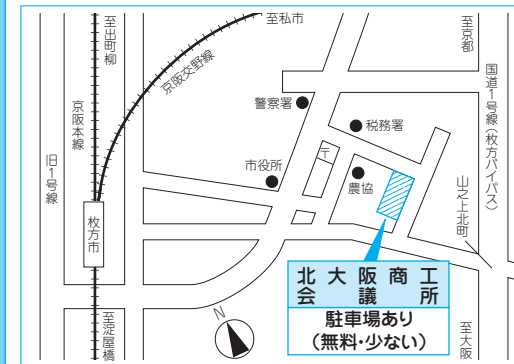 至出町柳
至私市
至京都
京阪交野線
国道1号線(枚方バイパス)
警察署
税務署
京阪本線
〒
旧1号線
市役所
農協
山之上北町
枚方市
北大阪商工
会議所
駐車場あり
(無料・少ない)
至淀屋橋
N
至大阪